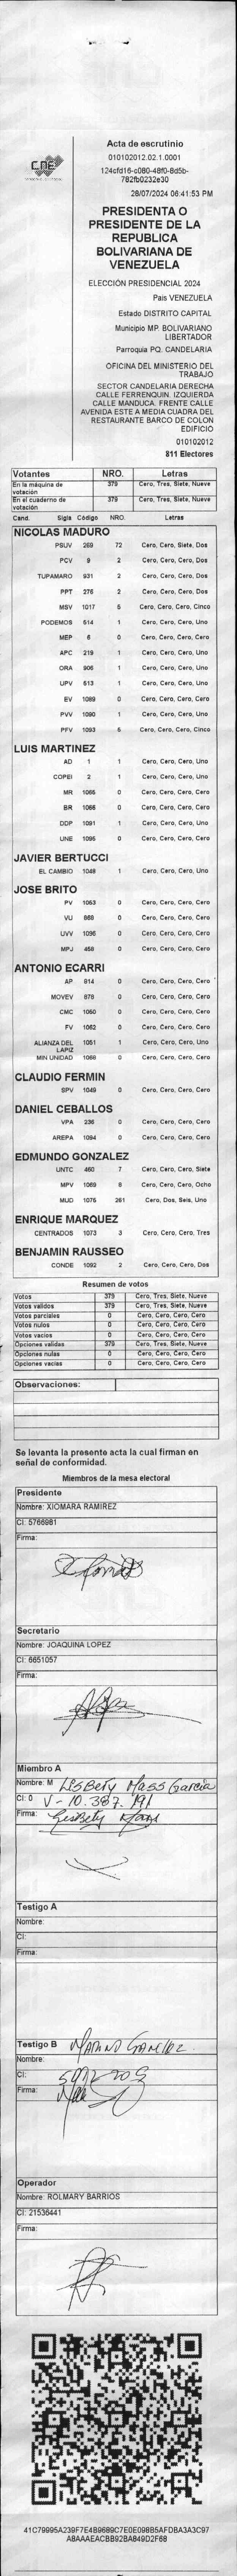 CNE
Acta de escrutinio
010102012.02.1.0001
124cfd16-c080-48f0-8d5b-
782fb0232e30
28/07/2024 06:41:53 PM
PRESIDENTA O
PRESIDENTE DE LA
REPUBLICA
BOLIVARIANA DE
VENEZUELA
ELECCIÓN PRESIDENCIAL 2024
Pais VENEZUELA
Estado DISTRITO CAPITAL
Municipio MP. BOLIVARIANO
LIBERTADOR
Parroquia PQ. CANDELARIA
OFICINA DEL MINISTERIO DEL
TRABAJO
SECTOR CANDELARIA DERECHA
CALLE FERRENQUIN. IZQUIERDA
CALLE MANDUCA. FRENTE CALLE
AVENIDA ESTE A MEDIA CUADRA DEL
RESTAURANTE BARCO DE COLON
EDIFICIO
010102012
811 Electores
Votantes NRO. Letras
En la máquina de votación 379 Cero, Tres, Siete, Nueve
En el cuaderno de votación 379 Cero, Tres, Siete, Nueve
Cand. Sigla Código NRO. Letras
NICOLAS MADURO
PSUV 269 72 Cero, Cero, Siete, Dos
PCV 9 2 Cero, Cero, Cero, Dos
TUPAMARO 931 2 Cero, Cero, Cero, Dos
PPT 276 2 Cero, Cero, Cero, Dos
MSV 1017 5 Cero, Cero, Cero, Cinco
PODEMOS 514 1 Cero, Cero, Cero, Uno
MEP 6 0 Cero, Cero, Cero, Cero
APC 219 1 Cero, Cero, Cero, Uno
ORA 906 1 Cero, Cero, Cero, Uno
UPV 613 1 Cero, Cero, Cero, Uno
EV 1089 0 Cero, Cero, Cero, Cero
PVV 1090 1 Cero, Cero, Cero, Uno
PFV 1093 5 Cero, Cero, Cero, Cinco
LUIS MARTINEZ
AD 1 1 Cero, Cero, Cero, Uno
COPEI 2 1 Cero, Cero, Cero, Uno
MR 1065 0 Cero, Cero, Cero, Cero
BR 1066 0 Cero, Cero, Cero, Cero
DDP 1091 1 Cero, Cero, Cero, Uno
UNE 1095 0 Cero, Cero, Cero, Cero
JAVIER BERTUCCI
EL CAMBIO 1048 1 Cero, Cero, Cero, Uno
JOSE BRITO
PV 1053 0 Cero, Cero, Cero, Cero
VU 868 0 Cero, Cero, Cero, Cero
UVV 1096 0 Cero, Cero, Cero, Cero
MPJ 458 0 Cero, Cero, Cero, Cero
ANTONIO ECARRI
AP 814 0 Cero, Cero, Cero, Cero
MOVEV 878 0 Cero, Cero, Cero, Cero
CMC 1050 0 Cero, Cero, Cero, Cero
FV 1062 0 Cero, Cero, Cero, Cero
ALIANZA DEL LAPIZ 1051 1 Cero, Cero, Cero, Uno
MIN UNIDAD 1068 0 Cero, Cero, Cero, Cero
CLAUDIO FERMIN
SPV 1049 0 Cero, Cero, Cero, Cero
DANIEL CEBALLOS
VPA 236 0 Cero, Cero, Cero, Cero
AREPA 1094 0 Cero, Cero, Cero, Cero
EDMUNDO GONZALEZ
UNTC 460 7 Cero, Cero, Cero, Siete
MPV 1069 8 Cero, Cero, Cero, Ocho
MUD 1075 261 Cero, Dos, Seis, Uno
ENRIQUE MARQUEZ
CENTRADOS 1073 3 Cero, Cero, Cero, Tres
BENJAMIN RAUSSEO
CONDE 1092 2 Cero, Cero, Cero, Dos
Resumen de votos
Votos 379 Cero, Tres, Siete, Nueve
Votos validos 379 Cero, Tres, Siete, Nueve
Votos parciales 0 Cero, Cero, Cero, Cero
Votos nulos 0 Cero, Cero, Cero, Cero
Votos vacios 0 Cero, Cero, Cero, Cero
Opciones validas 379 Cero, Tres, Siete, Nueve
Opciones nulas 0 Cero, Cero, Cero, Cero
Opciones vacias 0 Cero, Cero, Cero, Cero
Observaciones:
Se levanta la presente acta la cual firman en
señal de conformidad.
Miembros de la mesa electoral
Presidente
Nombre: XIOMARA RAMIREZ
CI: 5766981
Firma:
Secretario
Nombre: JOAQUINA LOPEZ
CI: 6651057
Firma:
Miembro A
Nombre: M Lisbety Mass Garcia
CI: 0 V-10.387.191
Firma: Lisbety Mass
Testigo A
Nombre:
CI:
Firma:
Testigo B
Nombre:
CI:
Firma:
Operador
Nombre: ROLMARY BARRIOS
CI: 21536441
Firma:
41C79995A239F7E4B9689C7E0E098B5AFDBA3A3C97
A8AAAEACBB92BA849D2F68